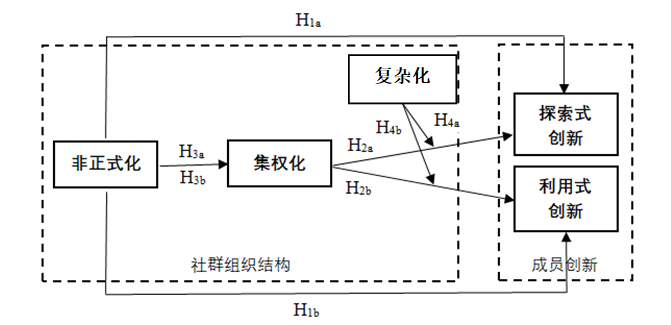 H1a
复杂化
探索式
创新
H4a
H4b
H2a
H3a
非正式化
集权化
H3b
H2b
利用式
创新
社群组织结构
成员创新
H1b